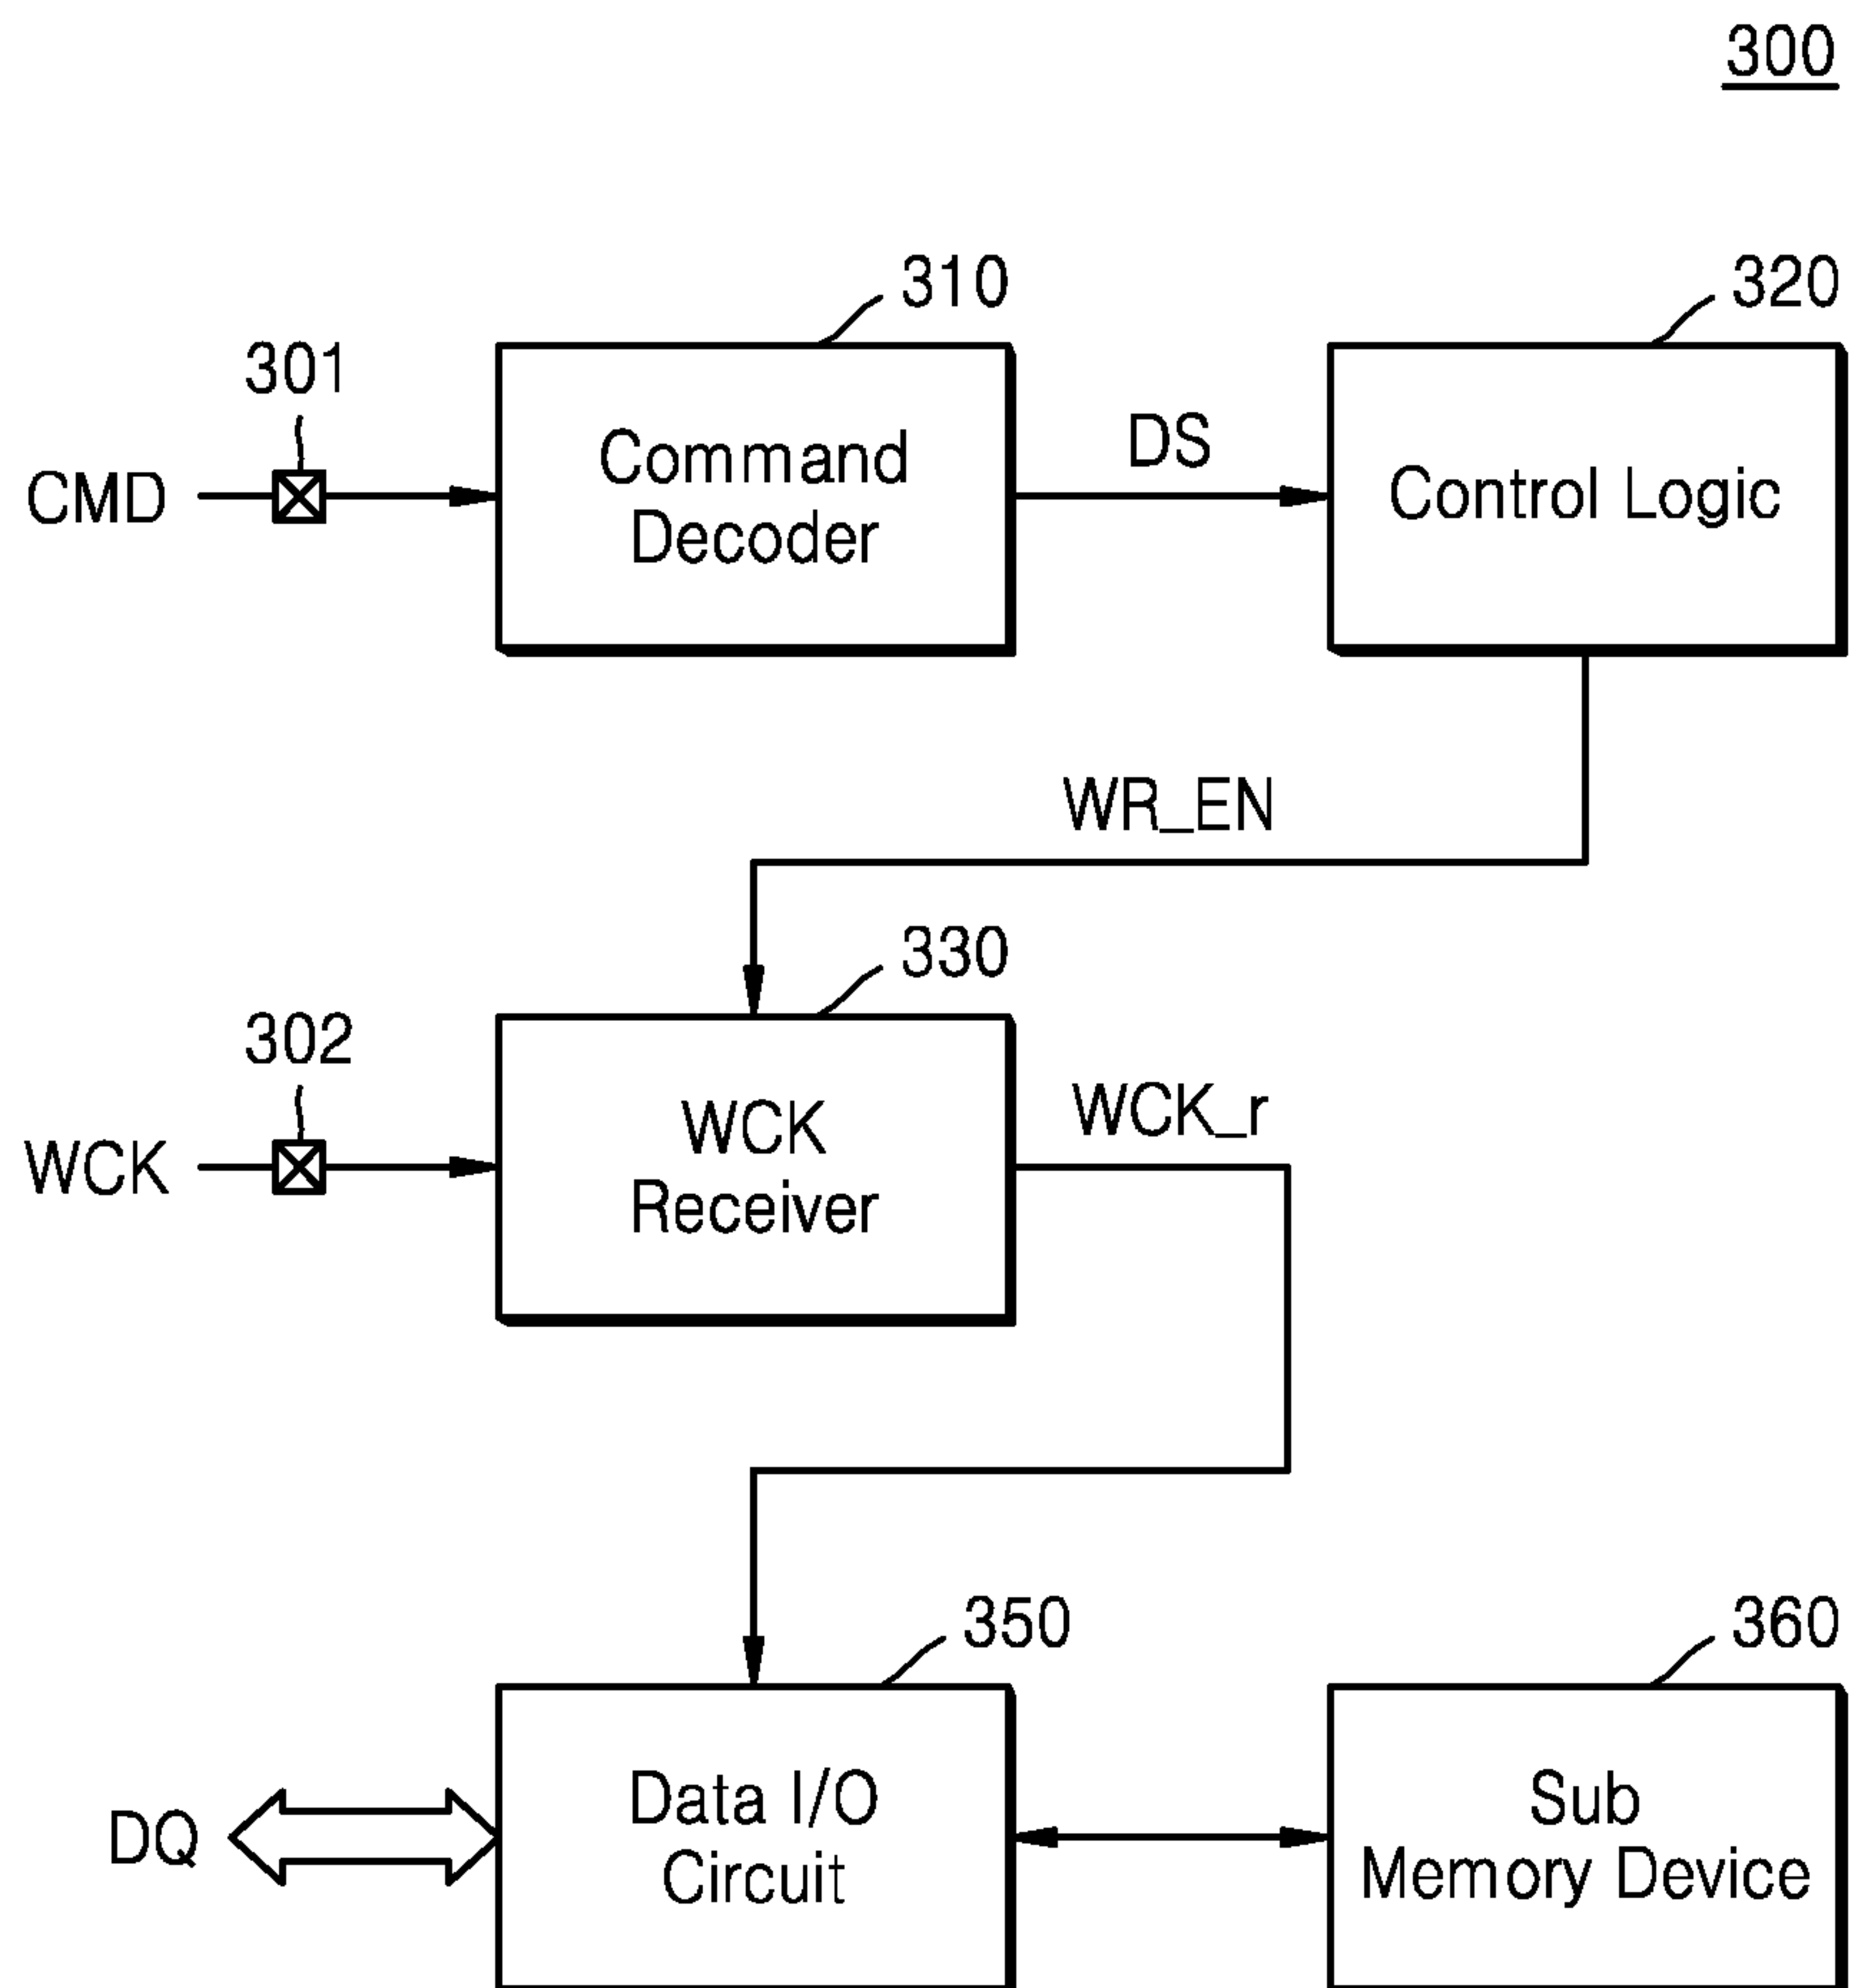 300
310
320
301
CMD
Command
Decoder
DS
Control Logic
WR_EN
330
302
WCK
WCK
Receiver
WCK_r
350
360
DQ
Data I/O
Circuit
Sub
Memory Device